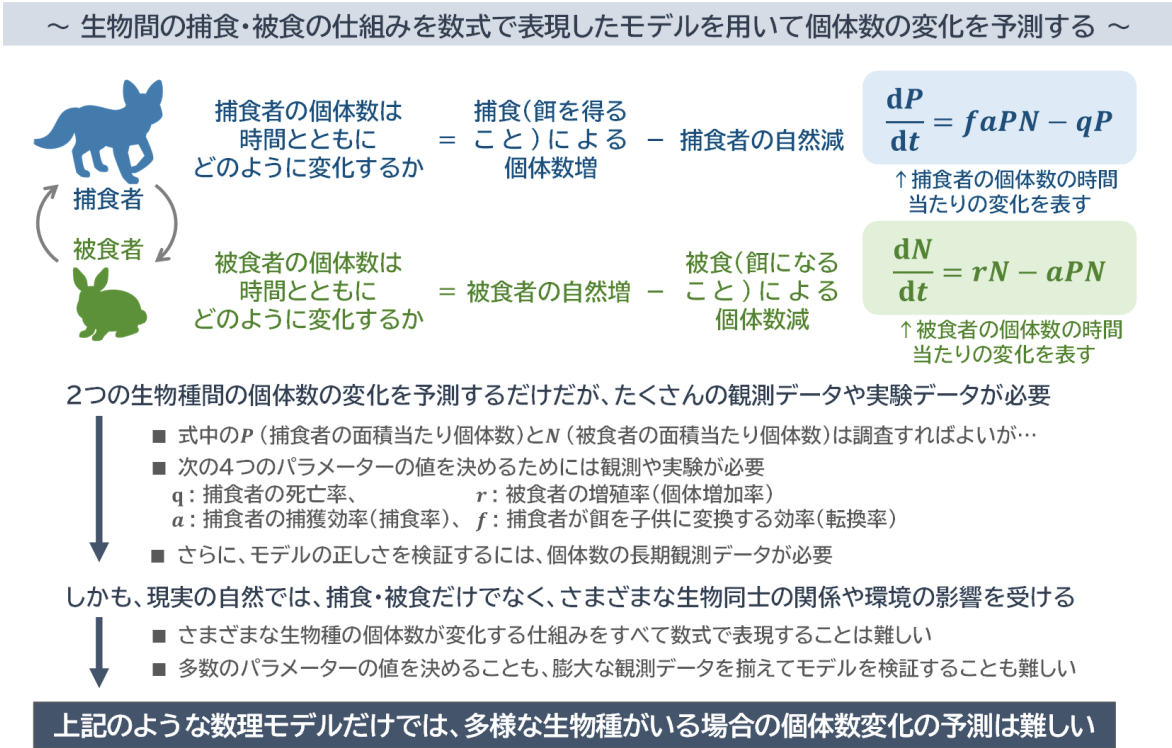 ～ 生物間の捕食・被食の仕組みを数式で表現したモデルを用いて個体数の変化を予測する ～
捕食者
捕食者の個体数は
時間とともに
どのように変化するか
=
捕食(餌を得る
こと)による
個体数増
－ 捕食者の自然減
dP/dt = faPN − qP
↑捕食者の個体数の時間
当たりの変化を表す
被食者
被食者の個体数は
時間とともに
どのように変化するか
= 被食者の自然増 －
被食(餌になる
こと)による
個体数減
dN/dt = rN − aPN
↑被食者の個体数の時間
当たりの変化を表す
2つの生物種間の個体数の変化を予測するだけだが、たくさんの観測データや実験データが必要
■ 式中のP（捕食者の面積当たり個体数）とN（被食者の面積当たり個体数）は調査すればよいが…
■ 次の4つのパラメーターの値を決めるためには観測や実験が必要
q：捕食者の死亡率、 r：被食者の増殖率（個体増加率）
a：捕食者の捕獲効率（捕食率）、 f：捕食者が餌を子供に変換する効率（転換率）
■ さらに、モデルの正しさを検証するには、個体数の長期観測データが必要
しかも、現実の自然では、捕食・被食だけでなく、さまざまな生物同士の関係や環境の影響を受ける
■ さまざまな生物種の個体数が変化する仕組みをすべて数式で表現することは難しい
■ 多数のパラメーターの値を決めることも、膨大な観測データを揃えてモデルを検証することも難しい
上記のような数理モデルだけでは、多様な生物種がいる場合の個体数変化の予測は難しい